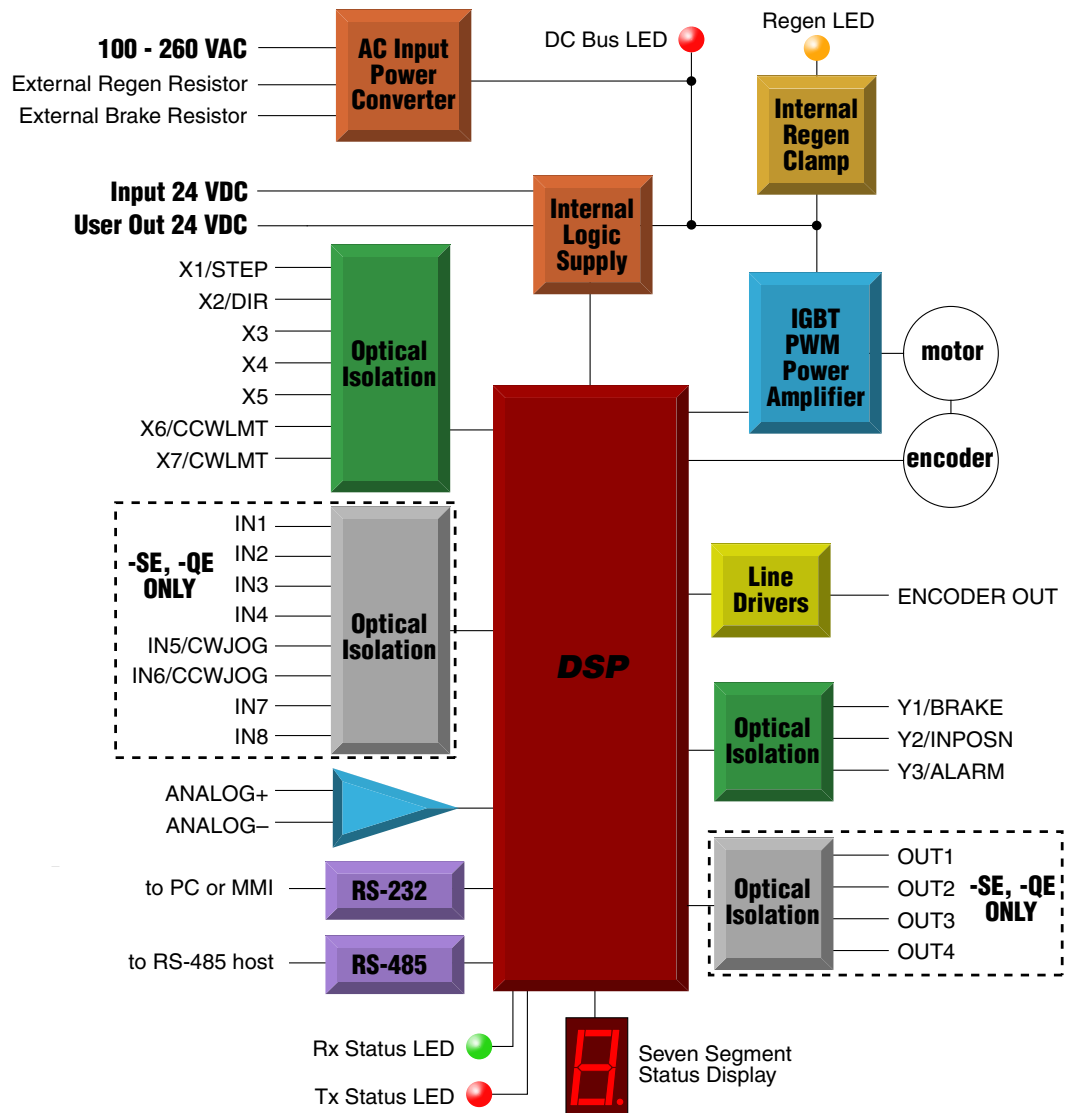 Regen LED
DC Bus LED
100 - 260 VAC
External Regen Resistor
External Brake Resistor
AC Input
Power
Converter
Internal
Regen
Clamp
Input 24 VDC
User Out 24 VDC
Internal
Logic
Supply
X1/STEP
X2/DIR
X3
X4
X5
X6/CCWLMT
X7/CWLMT
Optical
Isolation
IGBT
PWM
Power
Amplifier
motor
encoder
-SE, -QE
ONLY
IN1
IN2
IN3
IN4
IN5/CWJOG
IN6/CCWJOG
IN7
IN8
Optical
Isolation
DSP
Line
Drivers
ENCODER OUT
Optical
Isolation
Y1/BRAKE
Y2/INPOSN
Y3/ALARM
ANALOG+
ANALOG–
Optical
Isolation
OUT1
OUT2
OUT3
OUT4
-SE, -QE
ONLY
to PC or MMI
RS-232
to RS-485 host
RS-485
Rx Status LED
Tx Status LED
8.
Seven Segment
Status Display